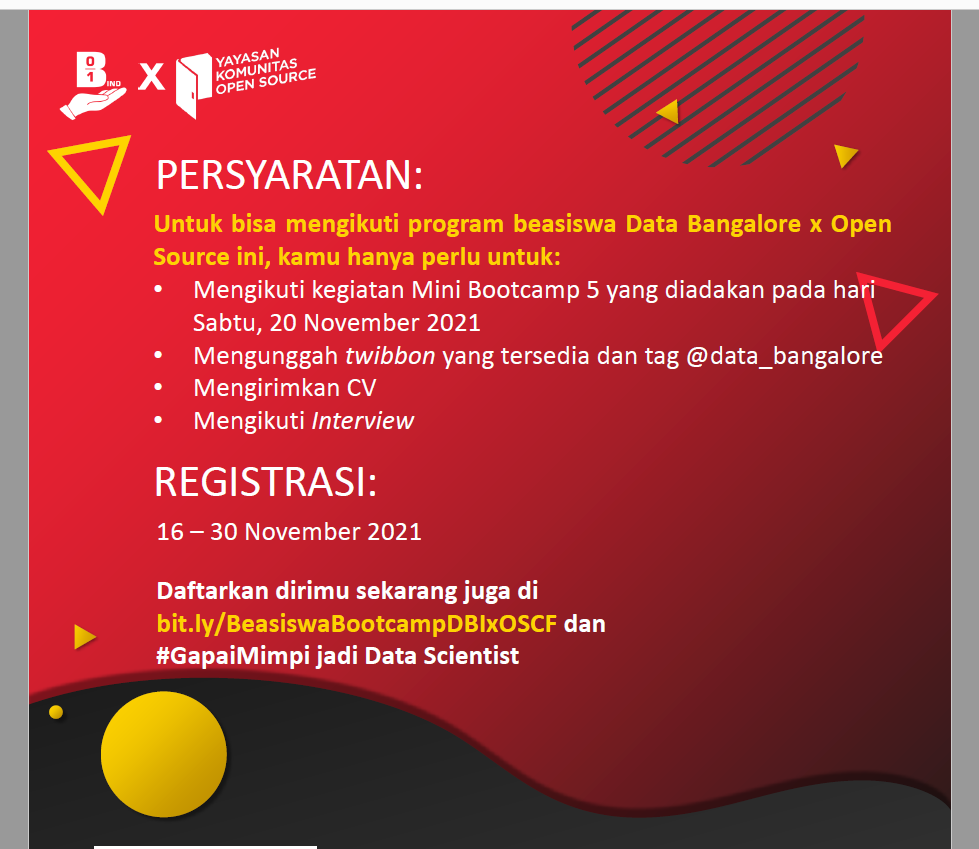 B
0
1
IND
X
YAYASAN
KOMUNITAS
OPEN SOURCE
PERSYARATAN:
Untuk bisa mengikuti program beasiswa Data Bangalore x Open
Source ini, kamu hanya perlu untuk:
• Mengikuti kegiatan Mini Bootcamp 5 yang diadakan pada hari
Sabtu, 20 November 2021
• Mengunggah twibbon yang tersedia dan tag @data_bangalore
• Mengirimkan CV
• Mengikuti Interview
REGISTRASI:
16 – 30 November 2021
Daftarkan dirimu sekarang juga di
bit.ly/BeasiswaBootcampDBIxOSCF dan
#GapaiMimpi jadi Data Scientist